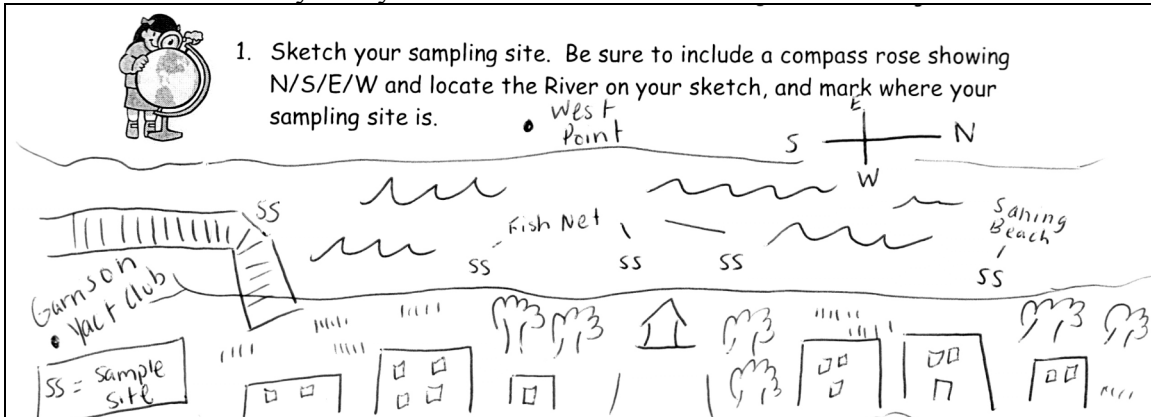 1. Sketch your sampling site. Be sure to include a compass rose showing
N/S/E/W and locate the River on your sketch, and mark where your
sampling site is.
West
Point
E
S
N
W
SS
Fish Net
Saning
Beach
SS
SS
SS
SS
Garnson
Yact Club
SS = Sample
Site